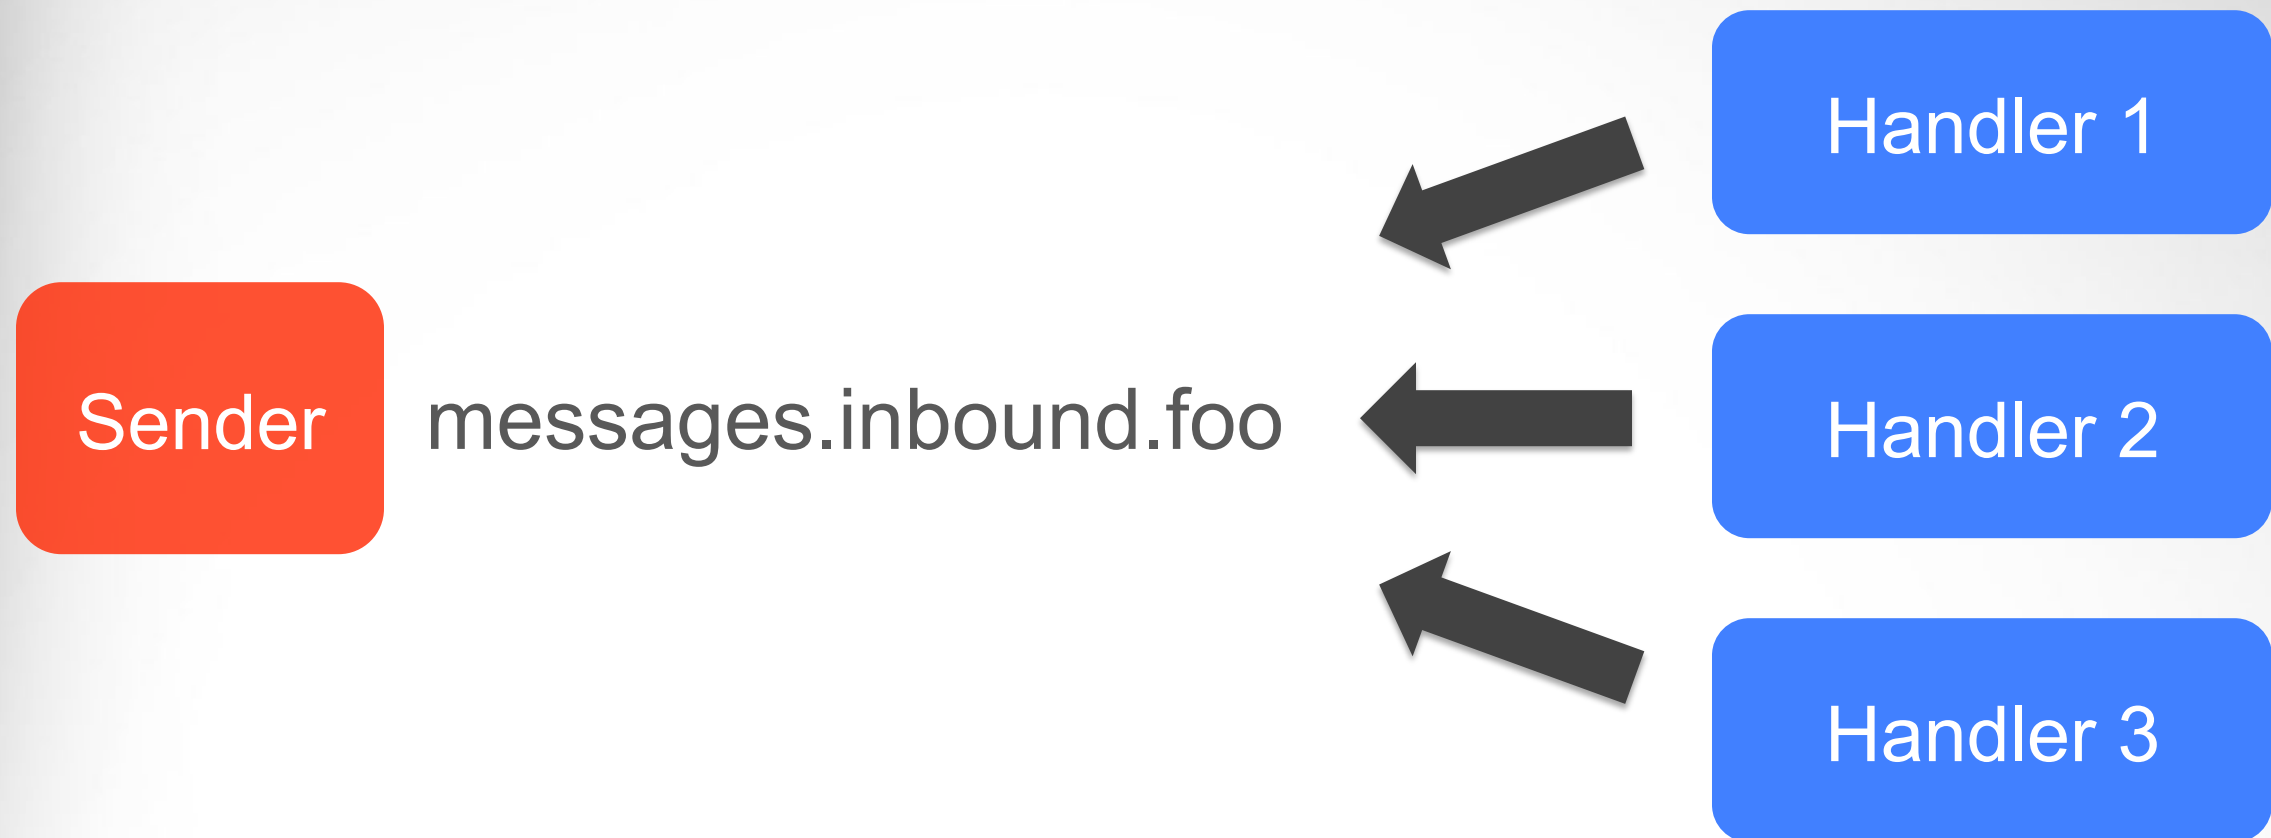 Handler 1
Sender
messages.inbound.foo
Handler 2
Handler 3